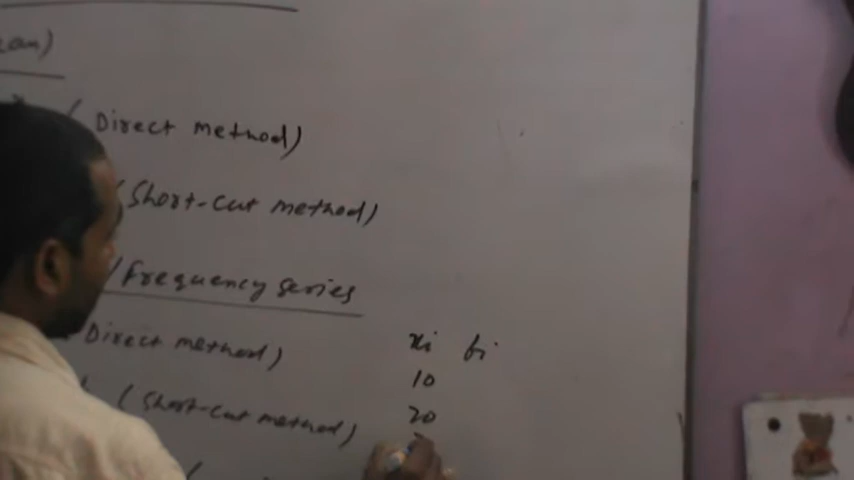 ean)
(Direct method)
(Short-cut method)
/Frequency series
Direct method)
xi fi
10
(Short-cut method)
20